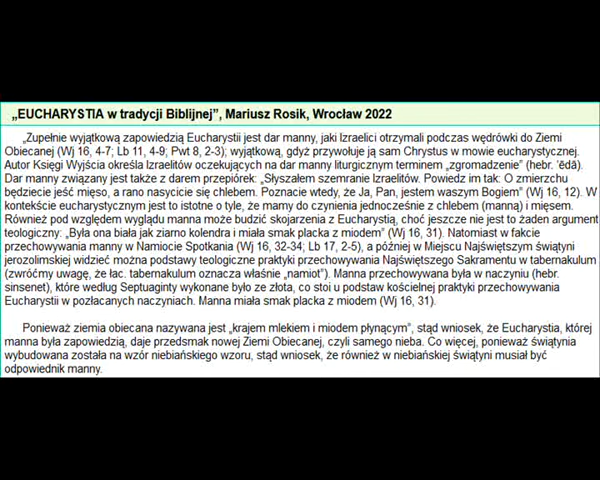 „EUCHARYSTIA w tradycji Biblijnej”, Mariusz Rosik, Wrocław 2022
„Zupełnie wyjątkową zapowiedzią Eucharystii jest dar manny, jaki Izraelici otrzymali podczas wędrówki do Ziemi
Obiecanej (Wj 16, 4-7; Lb 11, 4-9; Pwt 8, 2-3); wyjątkową, gdyż przywołuje ją sam Chrystus w mowie eucharystycznej.
Autor Księgi Wyjścia określa Izraelitów oczekujących na dar manny liturgicznym terminem „zgromadzenie” (hebr. 'ēdâ).
Dar manny związany jest także z darem przepiórek: „Słyszałem szemranie Izraelitów. Powiedz im tak: O zmierzchu
będziecie jeść mięso, a rano nasycicie się chlebem. Poznacie wtedy, że Ja, Pan, jestem waszym Bogiem” (Wj 16, 12). W
kontekście eucharystycznym jest to istotne o tyle, że mamy do czynienia jednocześnie z chlebem (manną) i mięsem.
Również pod względem wyglądu manna może budzić skojarzenia z Eucharystią, choć jeszcze nie jest to żaden argument
teologiczny: „Była ona biała jak ziarno kolendra i miała smak placka z miodem” (Wj 16, 31). Natomiast w fakcie
przechowywania manny w Namiocie Spotkania (Wj 16, 32-34; Lb 17, 2-5), a później w Miejscu Najświętszym świątyni
jerozolimskiej widzieć można podstawy teologiczne praktyki przechowywania Najświętszego Sakramentu w tabernakulum
(zwróćmy uwagę, że łac. tabernakulum oznacza właśnie „namiot”). Manna przechowywana była w naczyniu (hebr.
sinsenet), które według Septuaginty wykonane było ze złota, co stoi u podstaw kościelnej praktyki przechowywania
Eucharystii w pozłacanych naczyniach. Manna miała smak placka z miodem (Wj 16, 31).
Ponieważ ziemia obiecana nazywana jest „krajem mlekiem i miodem płynącym”, stąd wniosek, że Eucharystia, której
manna była zapowiedzią, daje przedsmak nowej Ziemi Obiecanej, czyli samego nieba. Co więcej, ponieważ świątynia
wybudowana została na wzór niebiańskiego wzoru, stąd wniosek, że również w niebiańskiej świątyni musiał być
odpowiednik manny.